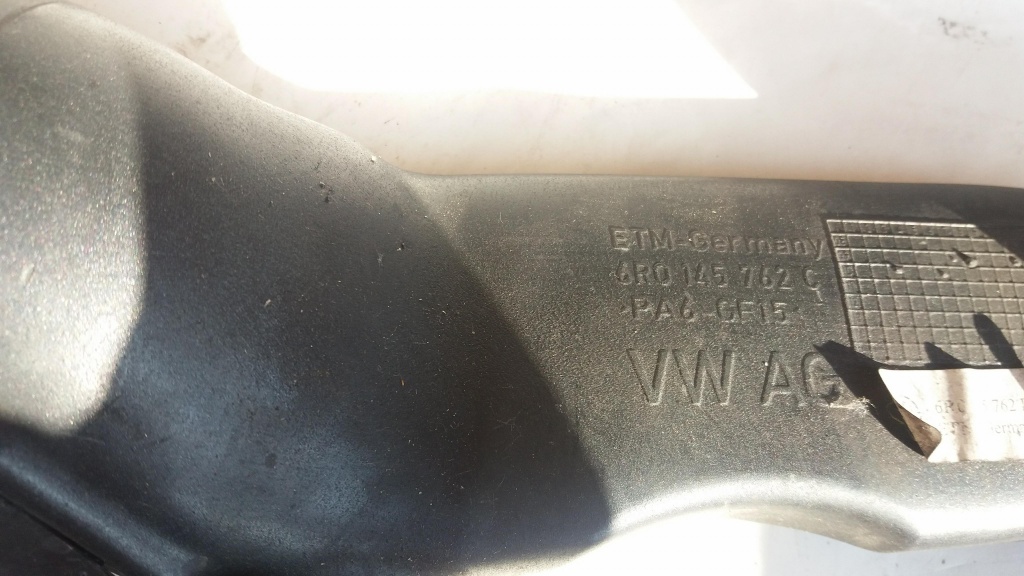 ETM-Germany
6R0 145 762 C
PA6-GF15
VW AG